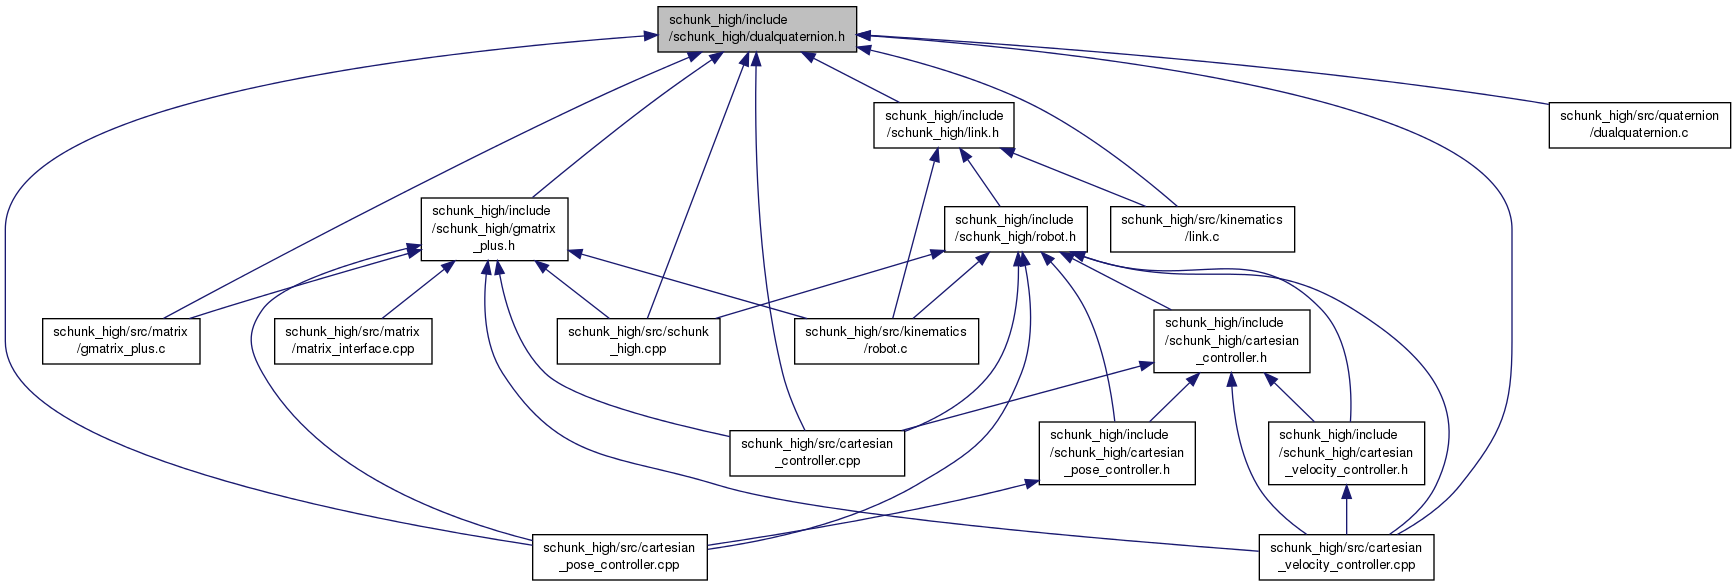 schunk_high/include
/schunk_high/dualquaternion.h
schunk_high/include
/schunk_high/link.h
schunk_high/src/quaternion
/dualquaternion.c
schunk_high/include
/schunk_high/gmatrix
_plus.h
schunk_high/include
/schunk_high/robot.h
schunk_high/src/kinematics
/link.c
schunk_high/src/matrix
/gmatrix_plus.c
schunk_high/src/matrix
/matrix_interface.cpp
schunk_high/src/schunk
_high.cpp
schunk_high/src/kinematics
/robot.c
schunk_high/include
/schunk_high/cartesian
_controller.h
schunk_high/src/cartesian
_controller.cpp
schunk_high/include
/schunk_high/cartesian
_pose_controller.h
schunk_high/include
/schunk_high/cartesian
_velocity_controller.h
schunk_high/src/cartesian
_pose_controller.cpp
schunk_high/src/cartesian
_velocity_controller.cpp